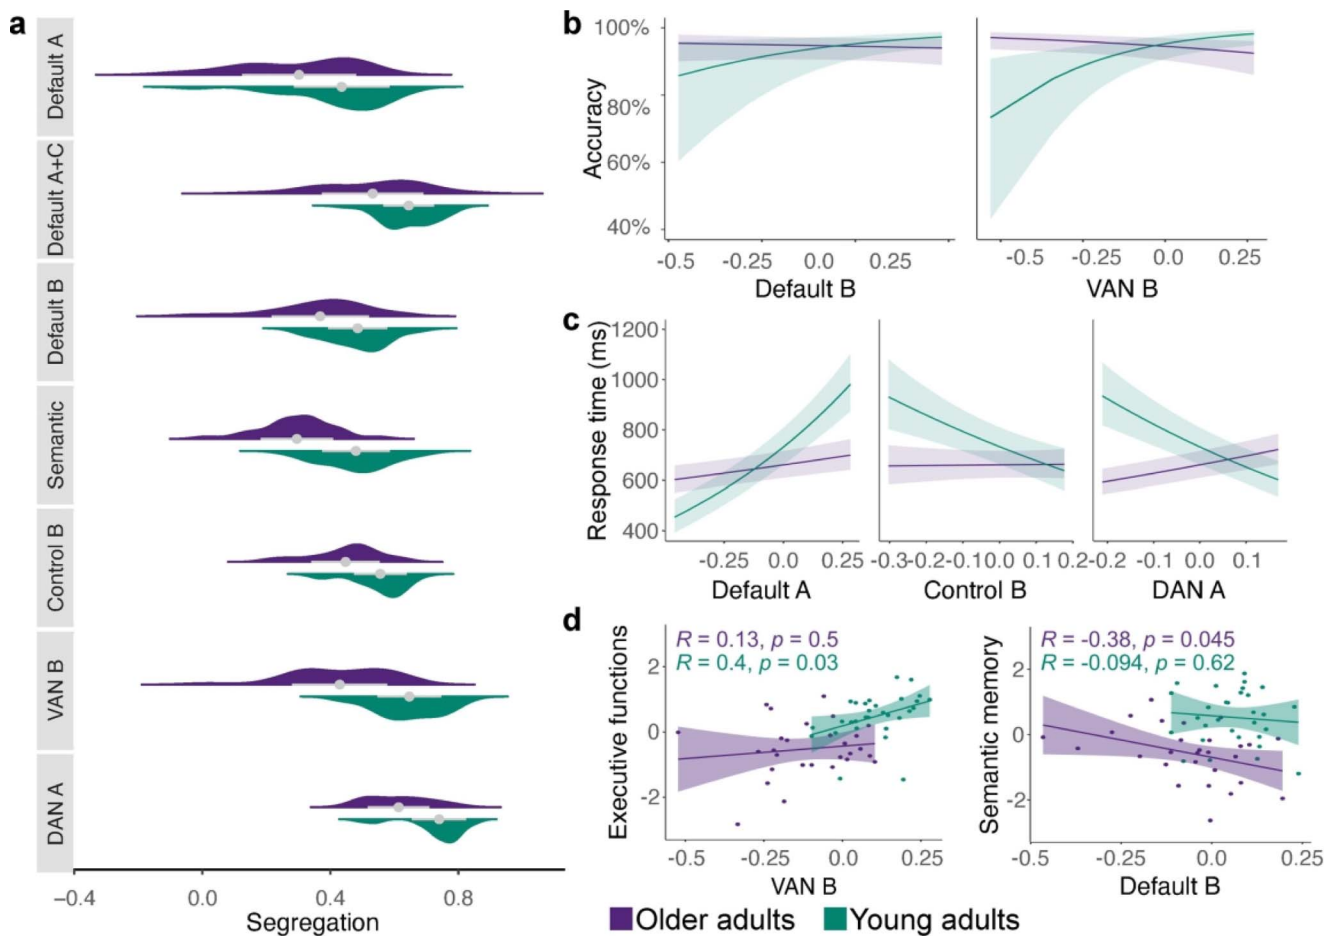 a
Default A
Default A+C
Default B
Semantic
Control B
VAN B
DAN A
−0.4 0.0 0.4 0.8
Segregation
b
Accuracy
100%
80%
60%
40%
-0.5 -0.25 0.0 0.25
Default B
-0.5 -0.25 0.0 0.25
VAN B
c
Response time (ms)
1200
1000
800
600
400
-0.25 0.0 0.25
Default A
-0.3-0.2-0.10.0 0.1 0.2
Control B
-0.2 -0.1 0.0 0.1
DAN A
d
Executive functions
R = 0.13, p = 0.5
R = 0.4, p = 0.03
2
0
-2
-0.5 -0.25 0.0 0.25
VAN B
Semantic memory
R = -0.38, p = 0.045
R = -0.094, p = 0.62
2
0
-2
-0.5 -0.25 0.0 0.25
Default B
Older adults Young adults